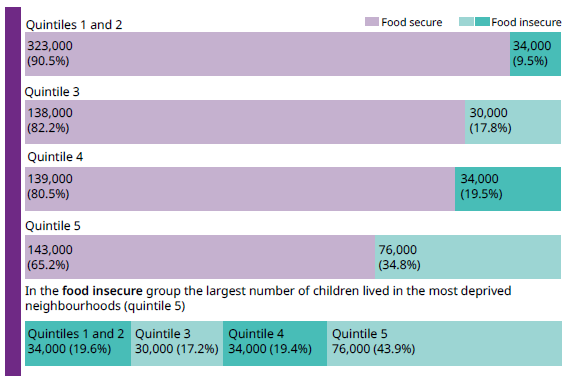 Quintiles 1 and 2
Food secure
Food insecure
323,000
(90.5%)
34,000
(9.5%)
Quintile 3
138,000
(82.2%)
30,000
(17.8%)
Quintile 4
139,000
(80.5%)
34,000
(19.5%)
Quintile 5
143,000
(65.2%)
76,000
(34.8%)
In the food insecure group the largest number of children lived in the most deprived
neighbourhoods (quintile 5)
Quintiles 1 and 2
34,000 (19.6%)
Quintile 3
30,000 (17.2%)
Quintile 4
34,000 (19.4%)
Quintile 5
76,000 (43.9%)